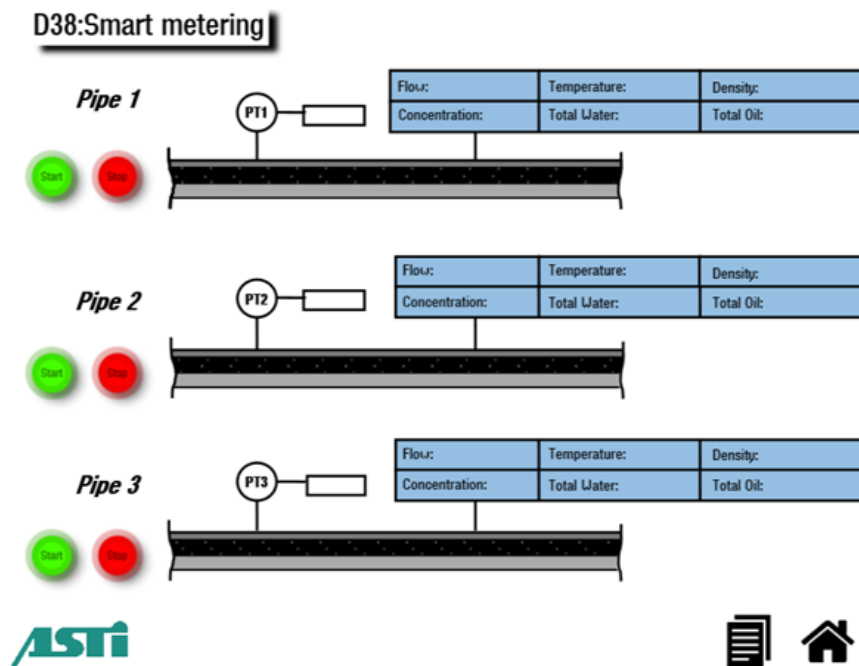 D38:Smart metering
Pipe 1
PT1
Flow: Temperature: Density:
Concentration: Total Water: Total Oil:
Start Stop
Pipe 2
PT2
Flow: Temperature: Density:
Concentration: Total Water: Total Oil:
Start Stop
Pipe 3
PT3
Flow: Temperature: Density:
Concentration: Total Water: Total Oil:
Start Stop
ASTi